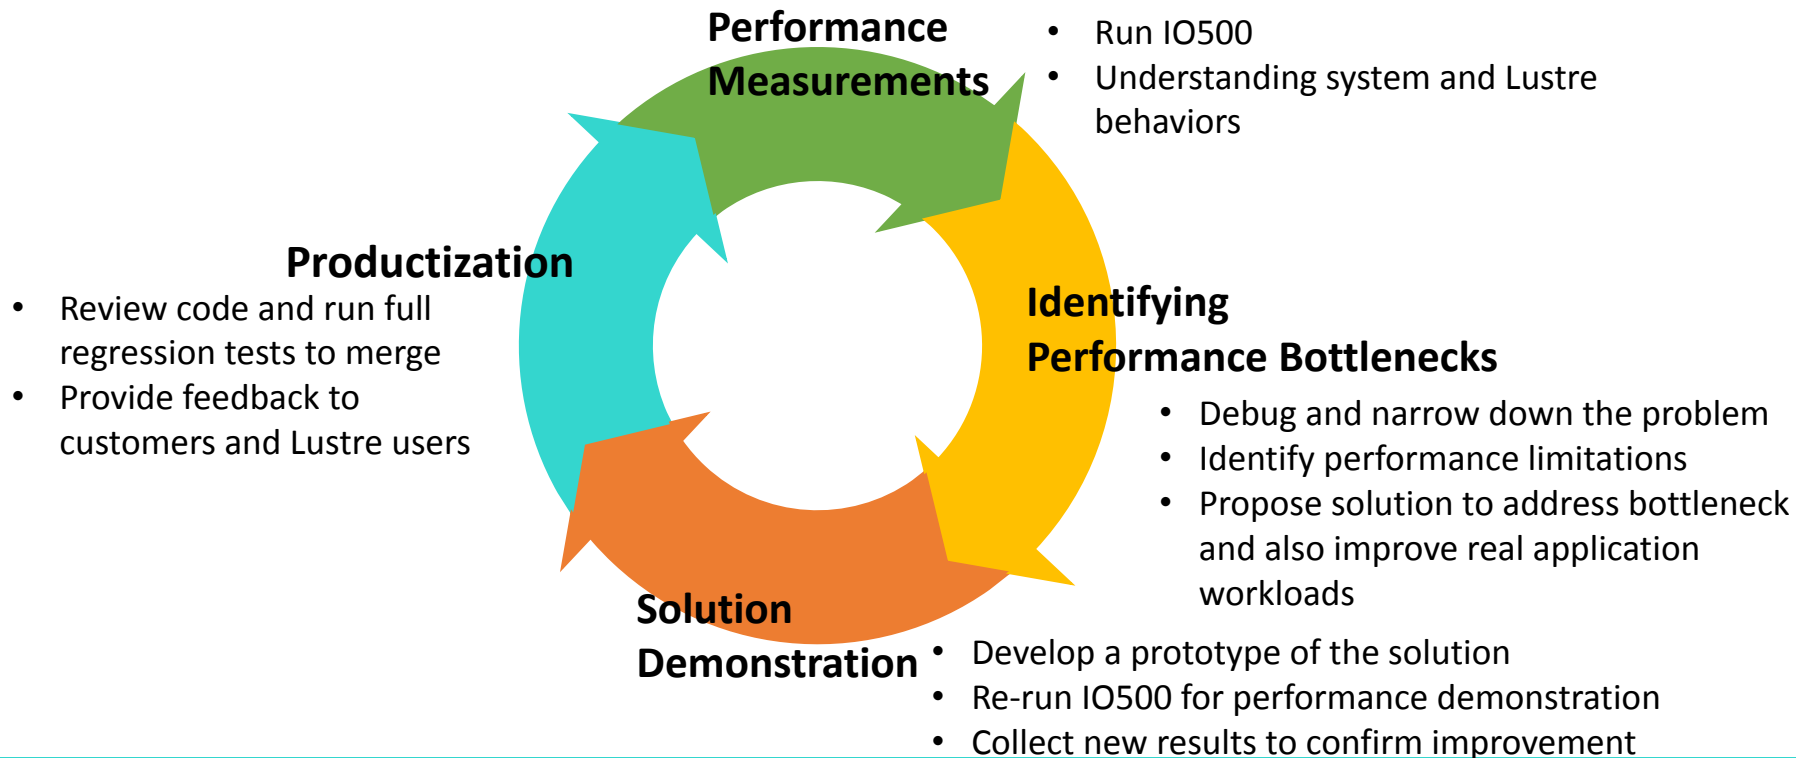 Performance
Measurements
• Run IO500
• Understanding system and Lustre
behaviors
Identifying
Performance Bottlenecks
• Debug and narrow down the problem
• Identify performance limitations
• Propose solution to address bottleneck
and also improve real application
workloads
Solution
Demonstration
• Develop a prototype of the solution
• Re-run IO500 for performance demonstration
• Collect new results to confirm improvement
Productization
• Review code and run full
regression tests to merge
• Provide feedback to
customers and Lustre users